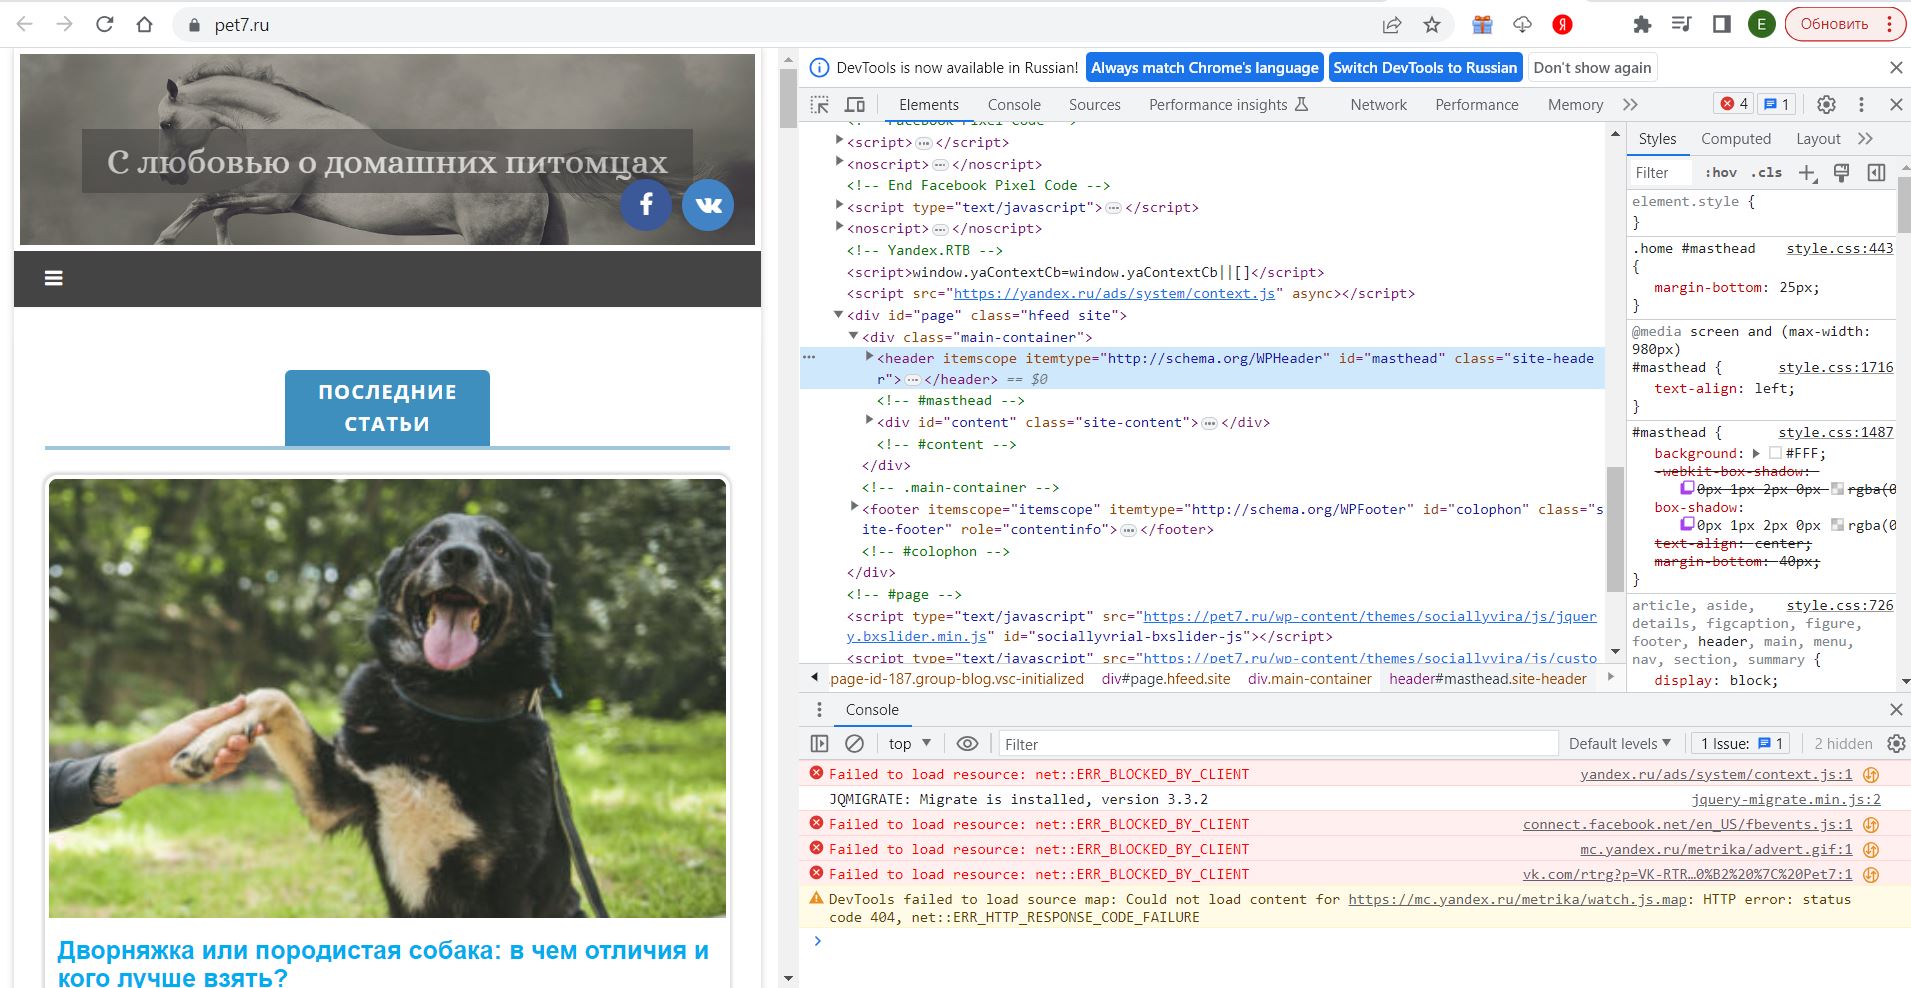 pet7.ru
E
Обновить
С любовью о домашних питомцах
ПОСЛЕДНИЕ
СТАТЬИ
Дворняжка или породистая собака: в чем отличия и
кого лучше взять?
DevTools is now available in Russian!
Always match Chrome's language
Switch DevTools to Russian
Don't show again
Elements
Console
Sources
Performance insights
Network
Performance
Memory
4
1
<!-- Facebook Pixel Code -->
<script>…</script>
<noscript>…</noscript>
<!-- End Facebook Pixel Code -->
<script type="text/javascript">…</script>
<noscript>…</noscript>
<!-- Yandex.RTB -->
<script>window.yaContextCb=window.yaContextCb||[]</script>
<script src="https://yandex.ru/ads/system/context.js" async></script>
<div id="page" class="hfeed site">
<div class="main-container">
<header itemscope itemtype="http://schema.org/WPHeader" id="masthead" class="site-heade
r">…</header> == $0
<!-- #masthead -->
<div id="content" class="site-content">…</div>
<!-- #content -->
</div>
<!-- .main-container -->
<footer itemscope="itemscope" itemtype="http://schema.org/WPFooter" id="colophon" class="s
ite-footer" role="contentinfo">…</footer>
<!-- #colophon -->
</div>
<!-- #page -->
<script type="text/javascript" src="https://pet7.ru/wp-content/themes/sociallyvira/js/jquer
y.bxslider.min.js" id="sociallyvrial-bxslider-js"></script>
<script type="text/javascript" src="https://pet7.ru/wp-content/themes/sociallyvira/js/custo
.page-id-187.group-blog.vsc-initialized
div#page.hfeed.site
div.main-container
header#masthead.site-header
Styles
Computed
Layout
Filter
:hov
.cls
element.style {
}
.home #masthead style.css:443
{
margin-bottom: 25px;
}
@media screen and (max-width:
980px)
#masthead { style.css:1716
text-align: left;
}
#masthead { style.css:1487
background: #FFF;
-webkit-box-shadow:
0px 1px 2px 0px rgba(0
box-shadow:
0px 1px 2px 0px rgba(0
text-align: center;
margin-bottom: 40px;
}
article, aside, style.css:726
details, figcaption, figure,
footer, header, main, menu,
nav, section, summary {
display: block;
Console
top
Filter
Default levels
1 Issue: 1
2 hidden
Failed to load resource: net::ERR_BLOCKED_BY_CLIENT yandex.ru/ads/system/context.js:1
JQMIGRATE: Migrate is installed, version 3.3.2 jquery-migrate.min.js:2
Failed to load resource: net::ERR_BLOCKED_BY_CLIENT connect.facebook.net/en_US/fbevents.js:1
Failed to load resource: net::ERR_BLOCKED_BY_CLIENT mc.yandex.ru/metrika/advert.gif:1
Failed to load resource: net::ERR_BLOCKED_BY_CLIENT vk.com/rtrg?p=VK-RTR…0%B2%20%7C%20Pet7:1
DevTools failed to load source map: Could not load content for https://mc.yandex.ru/metrika/watch.js.map: HTTP error: status
code 404, net::ERR_HTTP_RESPONSE_CODE_FAILURE